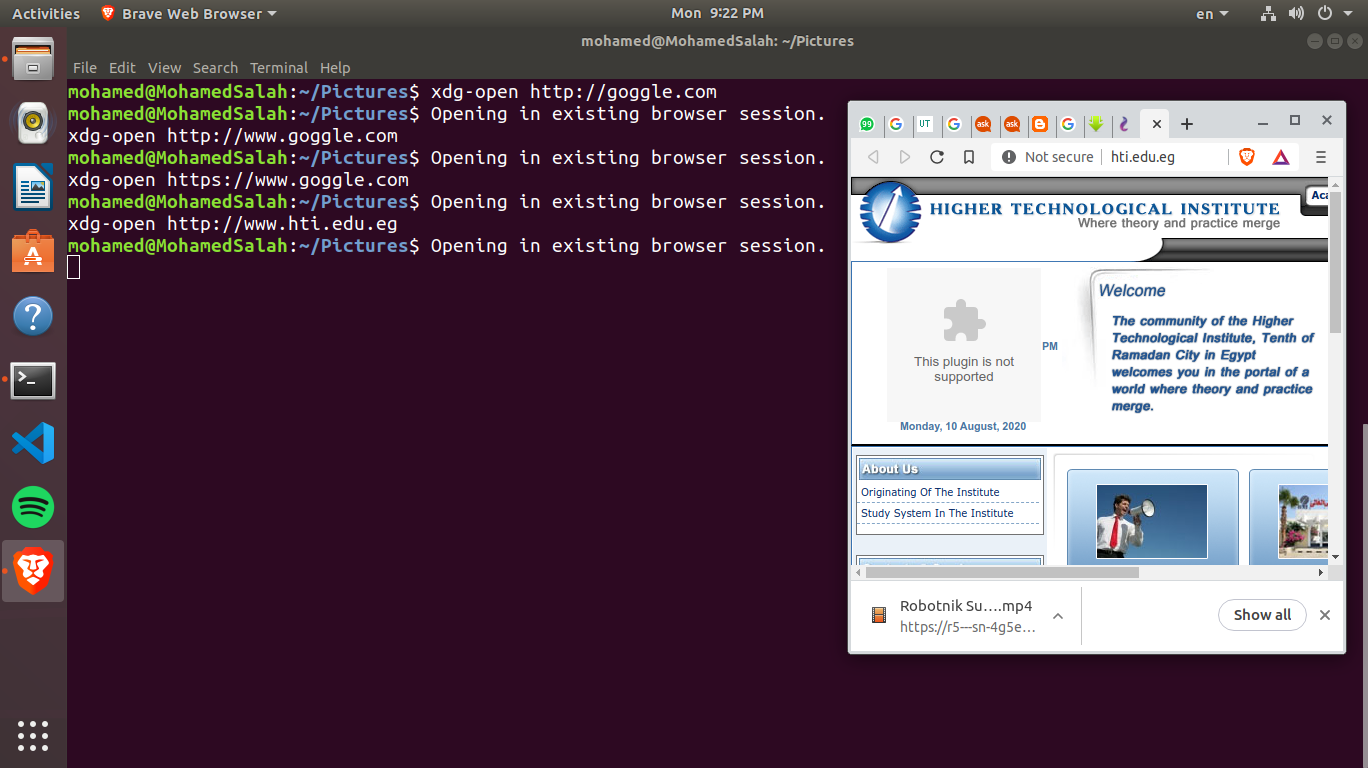 Activities
Brave Web Browser
Mon 9:22 PM
en
mohamed@MohamedSalah: ~/Pictures
File Edit View Search Terminal Help
mohamed@MohamedSalah:~/Pictures$ xdg-open http://goggle.com
mohamed@MohamedSalah:~/Pictures$ Opening in existing browser session.
xdg-open http://www.goggle.com
mohamed@MohamedSalah:~/Pictures$ Opening in existing browser session.
xdg-open https://www.goggle.com
mohamed@MohamedSalah:~/Pictures$ Opening in existing browser session.
xdg-open http://www.hti.edu.eg
mohamed@MohamedSalah:~/Pictures$ Opening in existing browser session.
99
UT
ask
ask
Not secure
hti.edu.eg
HIGHER TECHNOLOGICAL INSTITUTE
Where theory and practice merge
This plugin is not
supported
PM
Monday, 10 August, 2020
Welcome
The community of the Higher
Technological Institute, Tenth of
Ramadan City in Egypt
welcomes you in the portal of a
world where theory and practice
merge.
About Us
Originating Of The Institute
Study System In The Institute
Robotnik Su….mp4
https://r5---sn-4g5e…
Show all